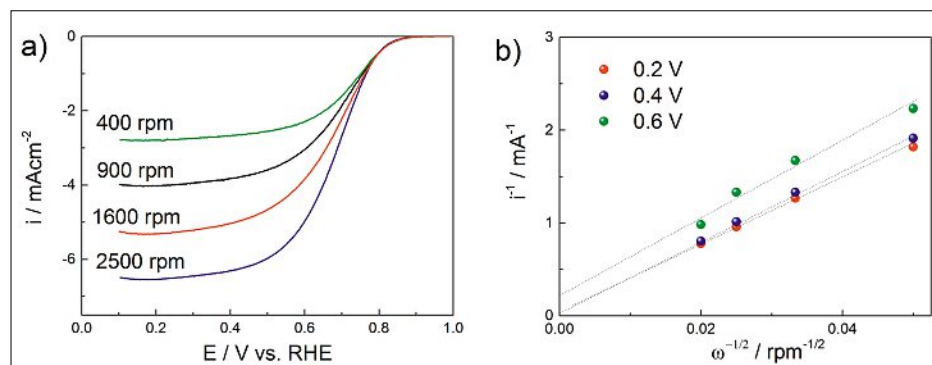 a)
0
-2
-4
-6
400 rpm
900 rpm
1600 rpm
2500 rpm
i / mAcm⁻²
0.0 0.2 0.4 0.6 0.8 1.0
E / V vs. RHE
b)
3
2
1
0
0.2 V
0.4 V
0.6 V
i⁻¹ / mA⁻¹
0.00 0.02 0.04
ω⁻¹/² / rpm⁻¹/²